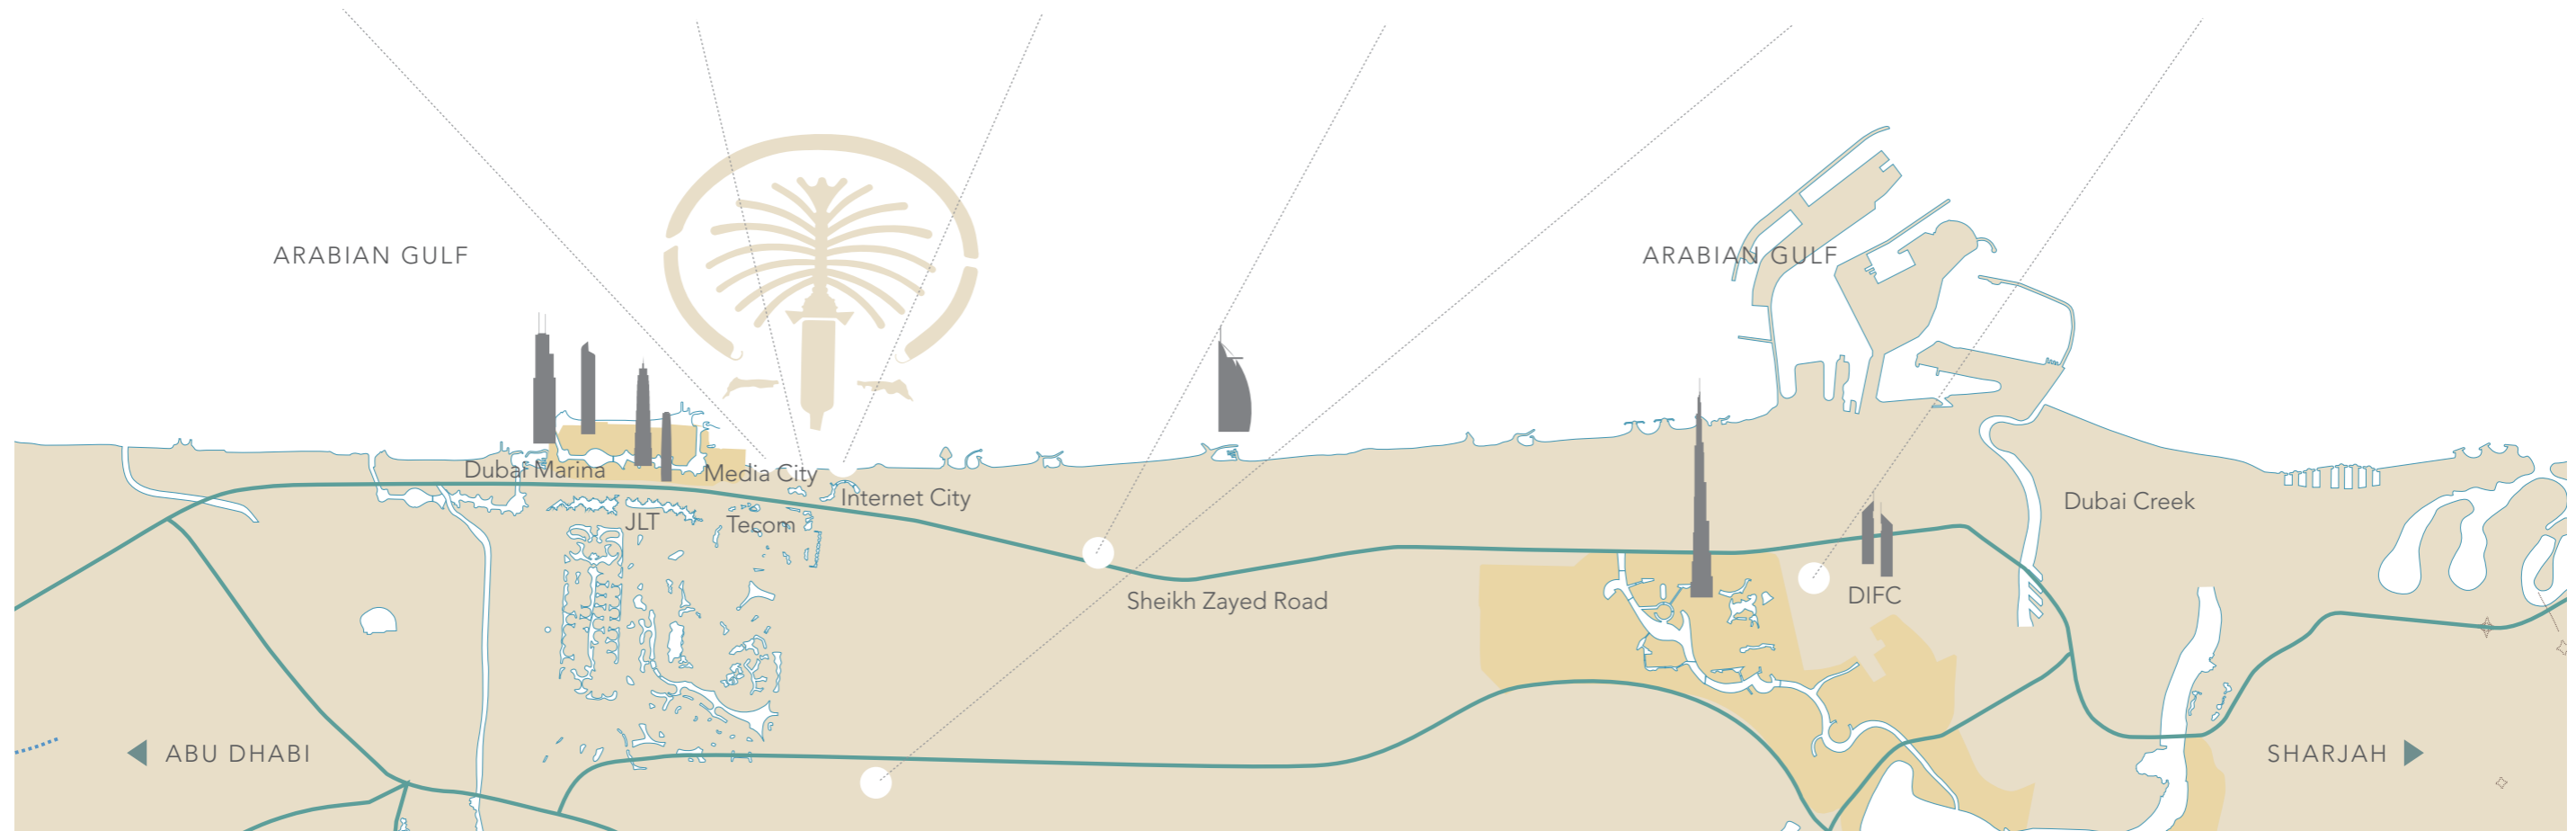 ARABIAN GULF
ARABIAN GULF
Dubai Marina
Media City
Internet City
Dubai Creek
JLT
Tecom
Sheikh Zayed Road
DIFC
ABU DHABI
SHARJAH